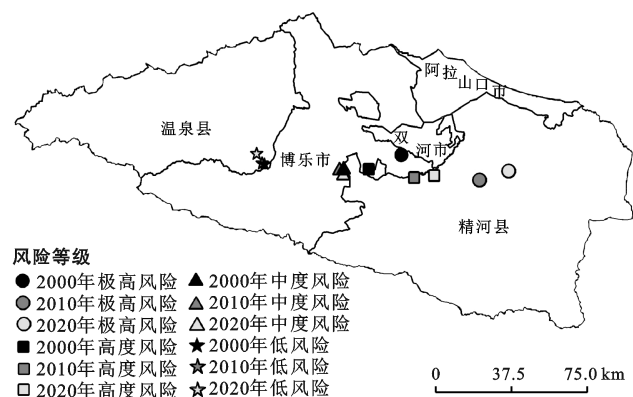 阿拉山口市
温泉县
双河市
博乐市
精河县
风险等级
2000年极高风险
2000年中度风险
2010年极高风险
2010年中度风险
2020年极高风险
2020年中度风险
2000年高度风险
2000年低风险
2010年高度风险
2010年低风险
2020年高度风险
2020年低风险
0 37.5 75.0 km